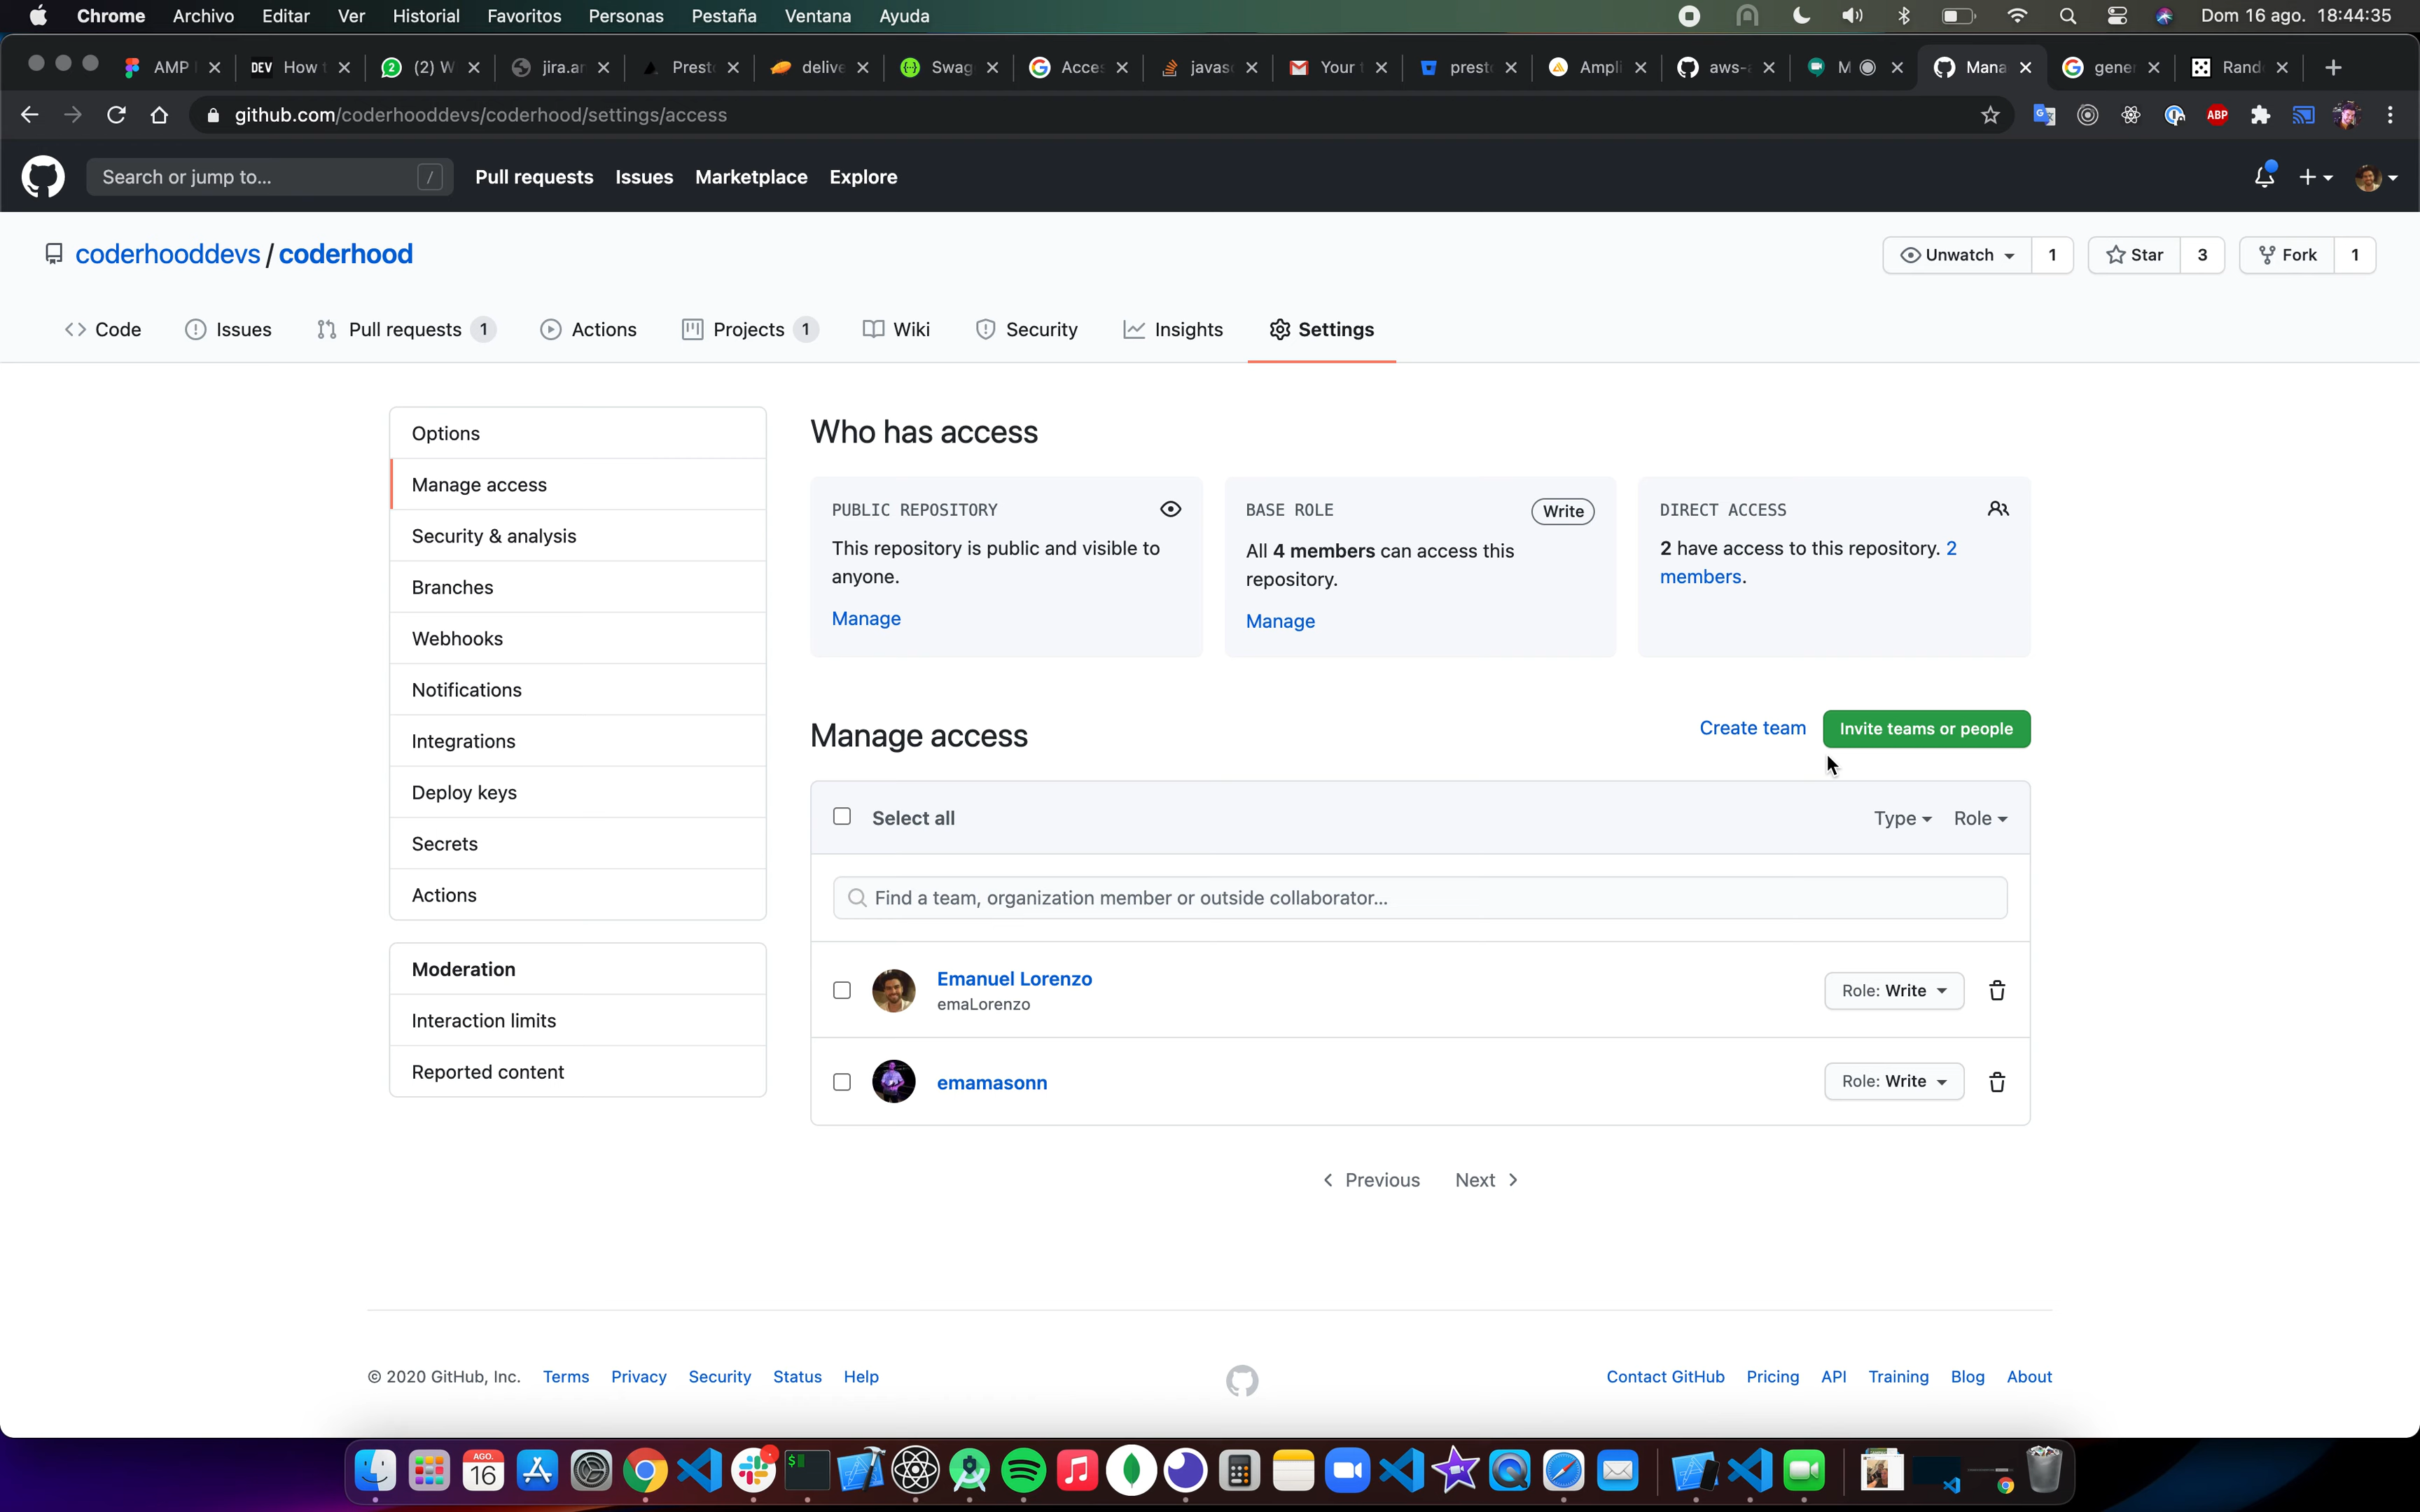 Chrome Archivo Editar Ver Historial Favoritos Personas Pestaña Ventana Ayuda Dom 16 ago. 18:44:35
AMP DEV How (2) W jira.ar Prest delive Swag Acce javas Your prest Ampli aws- M Mana gene Rand
github.com/coderhooddevs/coderhood/settings/access ABP
Search or jump to... / Pull requests Issues Marketplace Explore
coderhooddevs / coderhood Unwatch 1 Star 3 Fork 1
Code Issues Pull requests 1 Actions Projects 1 Wiki Security Insights Settings
Options
Manage access
Security & analysis
Branches
Webhooks
Notifications
Integrations
Deploy keys
Secrets
Actions
Moderation
Interaction limits
Reported content
Who has access
PUBLIC REPOSITORY
This repository is public and visible to
anyone.
Manage
BASE ROLE Write
All 4 members can access this
repository.
Manage
DIRECT ACCESS
2 have access to this repository. 2
members.
Manage access Create team Invite teams or people
Select all Type Role
Find a team, organization member or outside collaborator...
Emanuel Lorenzo
emaLorenzo
Role: Write
emamasonn Role: Write
Previous Next
© 2020 GitHub, Inc. Terms Privacy Security Status Help Contact GitHub Pricing API Training Blog About
AGO.
16
$